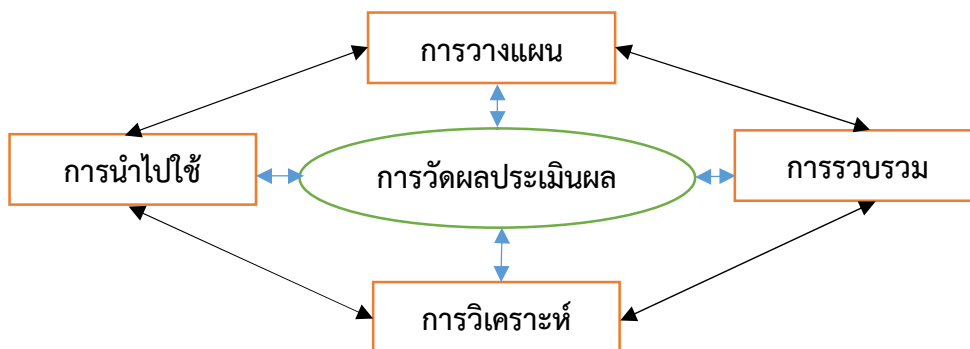 การวางแผน
การนำไปใช้
การวัดผลประเมินผล
การรวบรวม
การวิเคราะห์